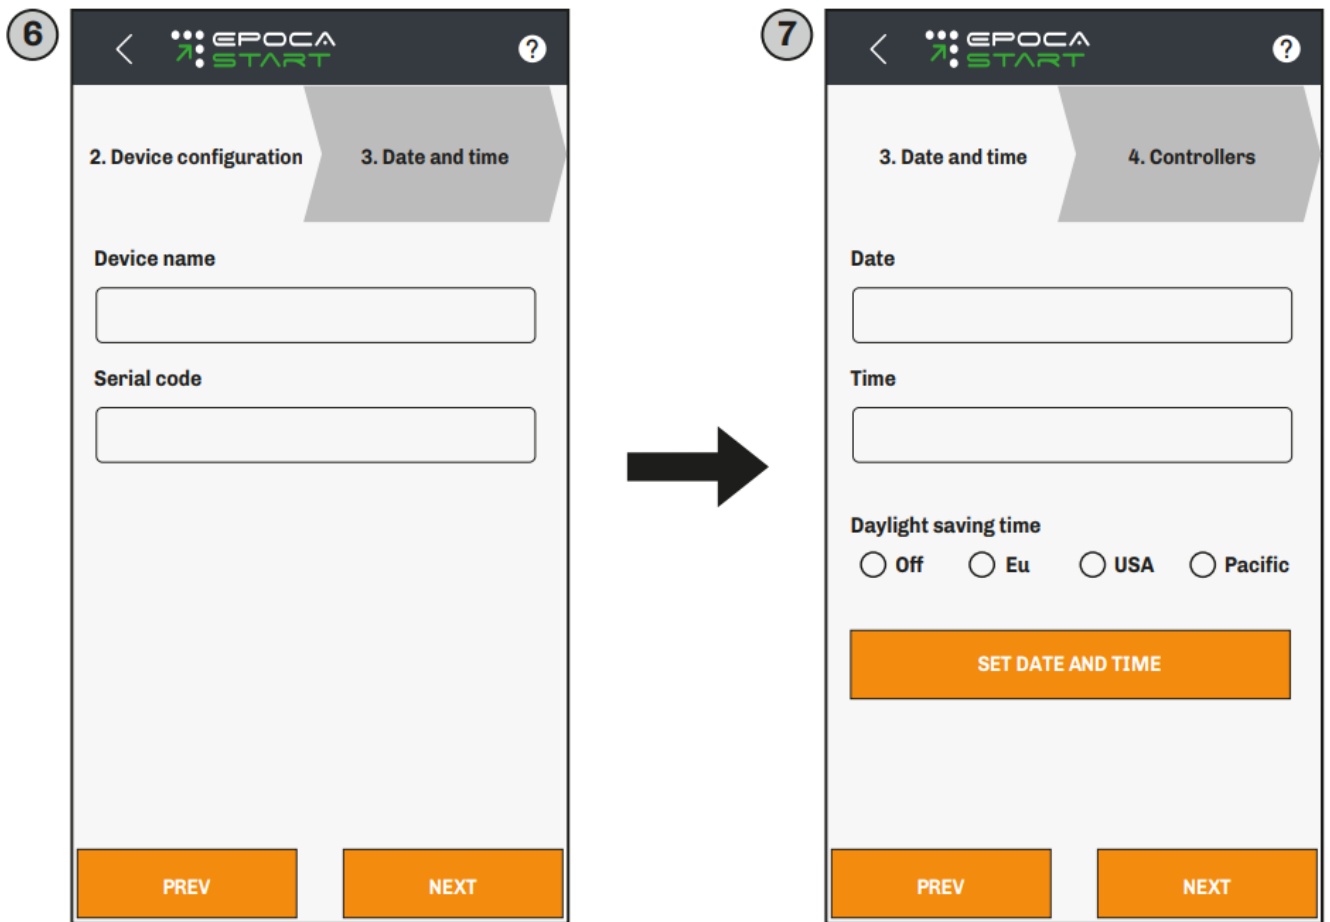 6
EPOCA
START
?
2. Device configuration
3. Date and time
Device name
Serial code
PREV
NEXT
7
EPOCA
START
?
3. Date and time
4. Controllers
Date
Time
Daylight saving time
Off Eu USA Pacific
SET DATE AND TIME
PREV
NEXT